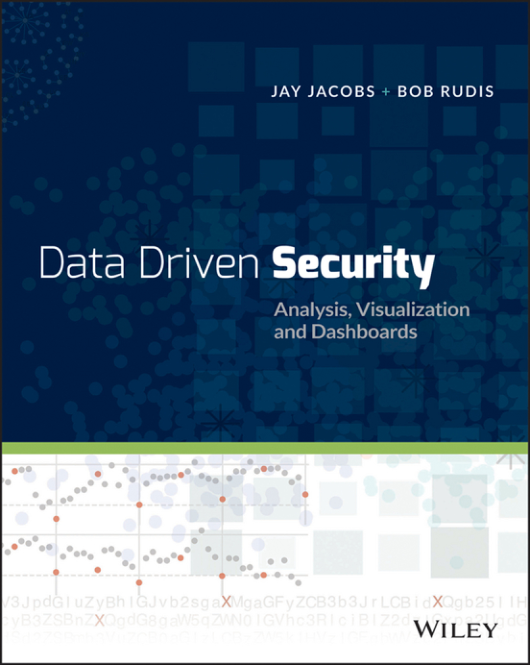 JAY JACOBS + BOB RUDIS
Data Driven Security
Analysis, Visualization
and Dashboards
WILEY